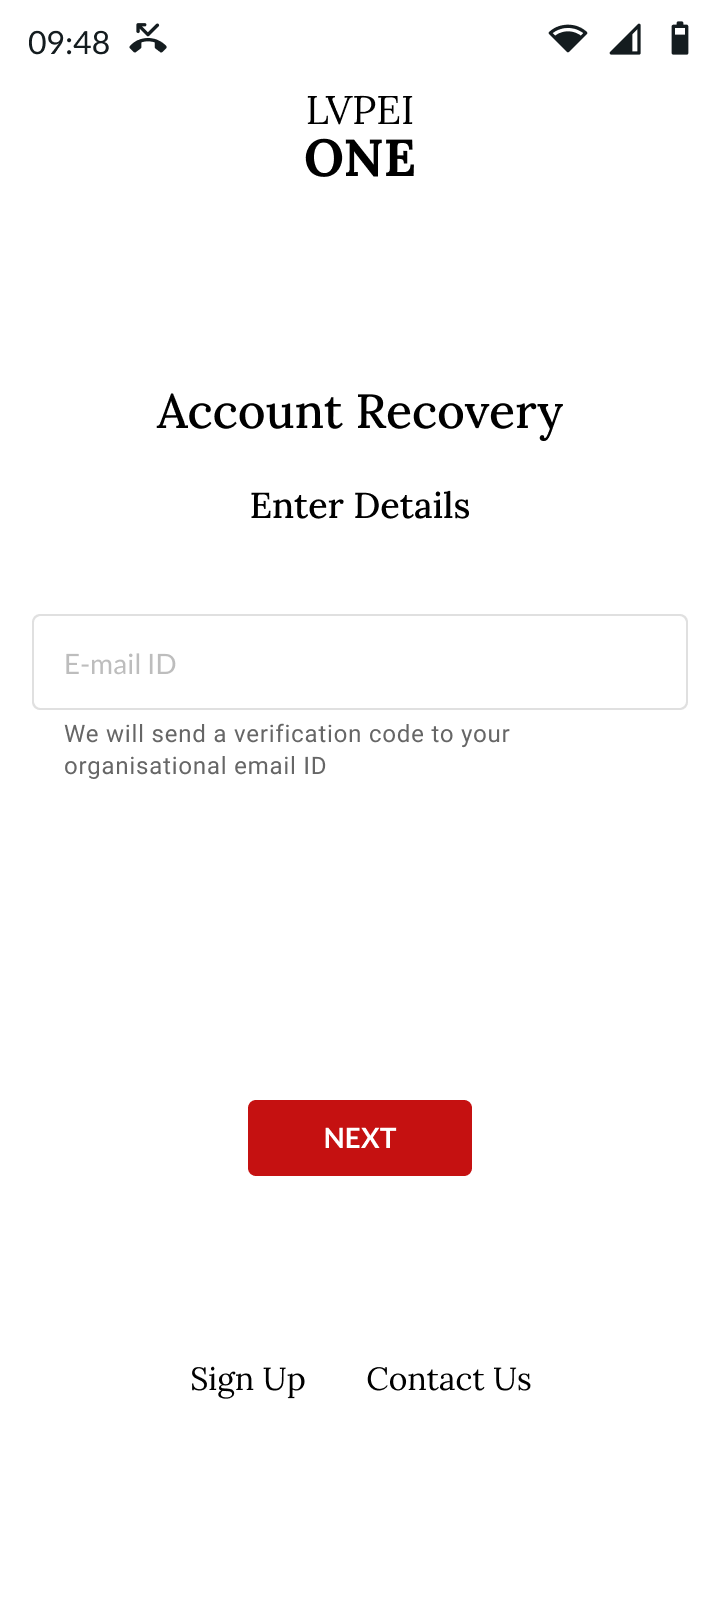 09:48
LVPEI
ONE
Account Recovery
Enter Details
E-mail ID
We will send a verification code to your
organisational email ID
NEXT
Sign Up Contact Us